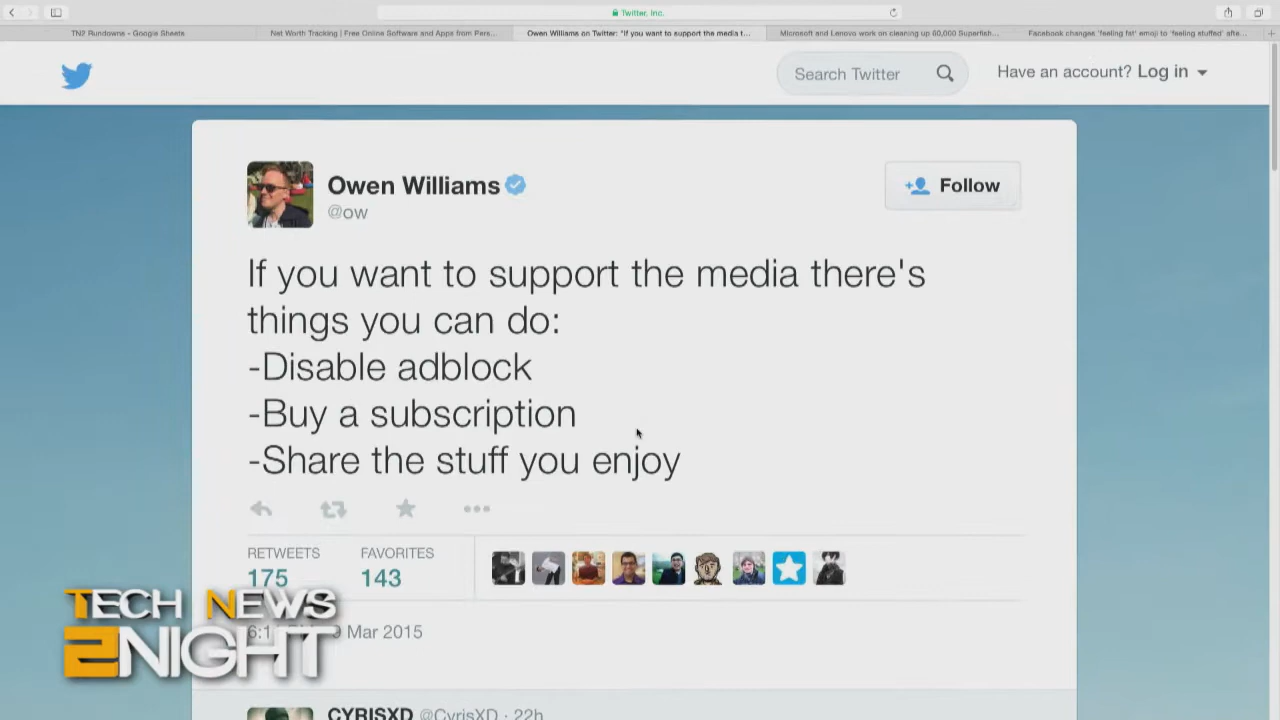 Twitter, Inc.
TN2 Rundowns - Google Sheets
Net Worth Tracking | Free Online Software and Apps from Pers...
Owen Williams on Twitter: "If you want to support the media t...
Microsoft and Lenovo work on cleaning up 60,000 Superfish...
Facebook changes 'feeling fat' emoji to 'feeling stuffed' afte...
Search Twitter
Have an account? Log in
Owen Williams
@ow
Follow
If you want to support the media there's
things you can do:
-Disable adblock
-Buy a subscription
-Share the stuff you enjoy
RETWEETS
FAVORITES
175
143
TECH NEWS
2NIGHT
Mar 2015
CYRISXD @CyrisXD · 22h